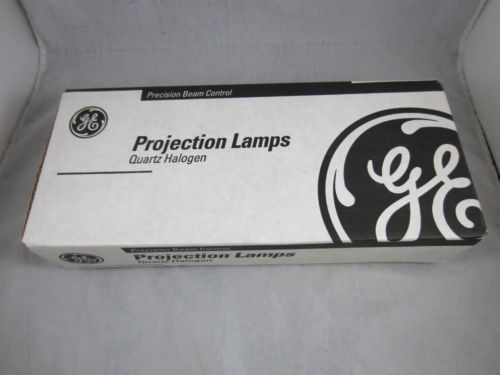 Precision Beam Control
GE
Projection Lamps
Quartz Halogen
GE
Precision Beam Control
GE
Projection Lamps
Quartz Halogen